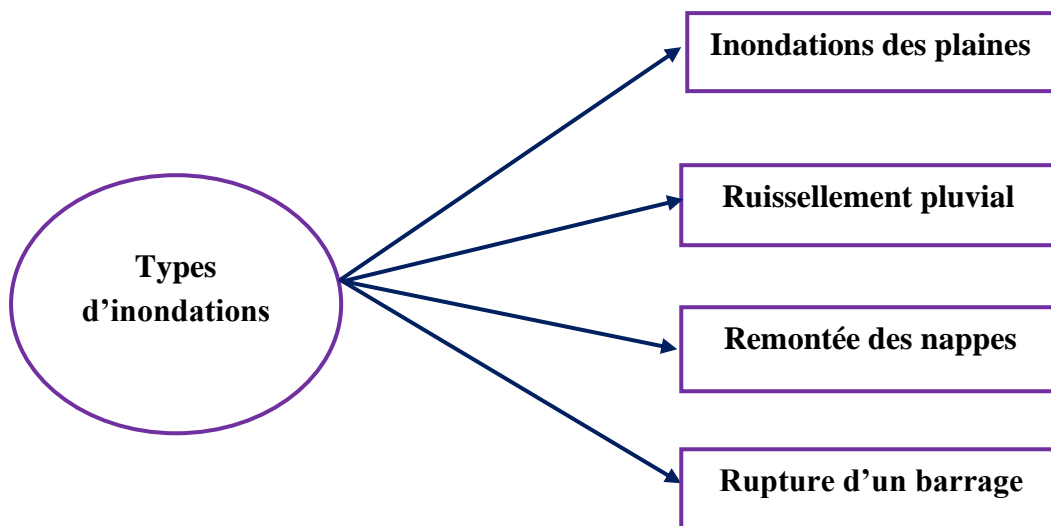 Inondations des plaines
Ruissellement pluvial
Types
d’inondations
Remontée des nappes
Rupture d’un barrage